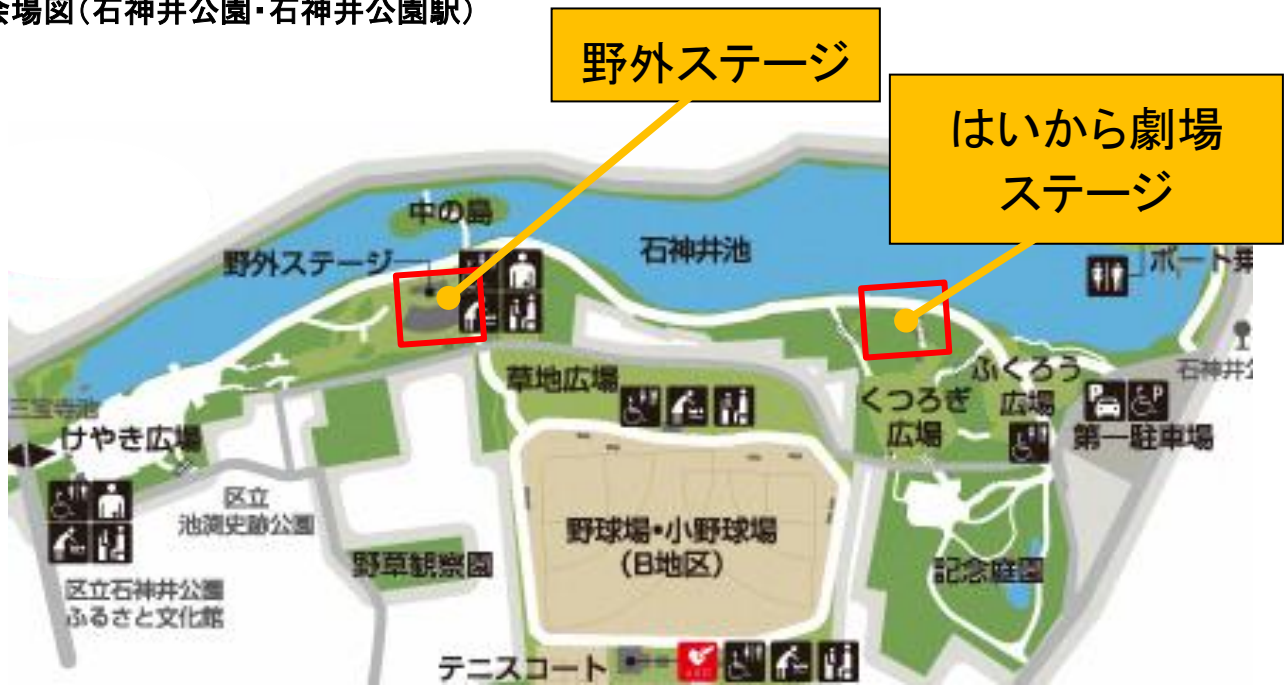 会場図(石神井公園・石神井公園駅)
野外ステージ
はいから劇場
ステージ
中の島
野外ステージ
石神井池
ボート乗
石神井公
三宝寺池
けやき広場
草地広場
くつろぎ
広場
ふくろう
広場
第一駐車場
区立
池淵史跡公園
野草観察園
野球場・小野球場
(B地区)
記念庭園
区立石神井公園
ふるさと文化館
テニスコート